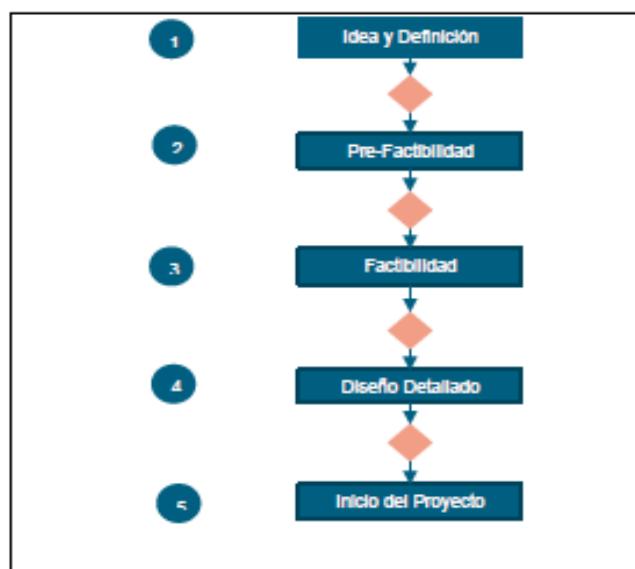 1
Idea y Definición
2
Pre-Factibilidad
3
Factibilidad
4
Diseño Detallado
5
Inicio del Proyecto